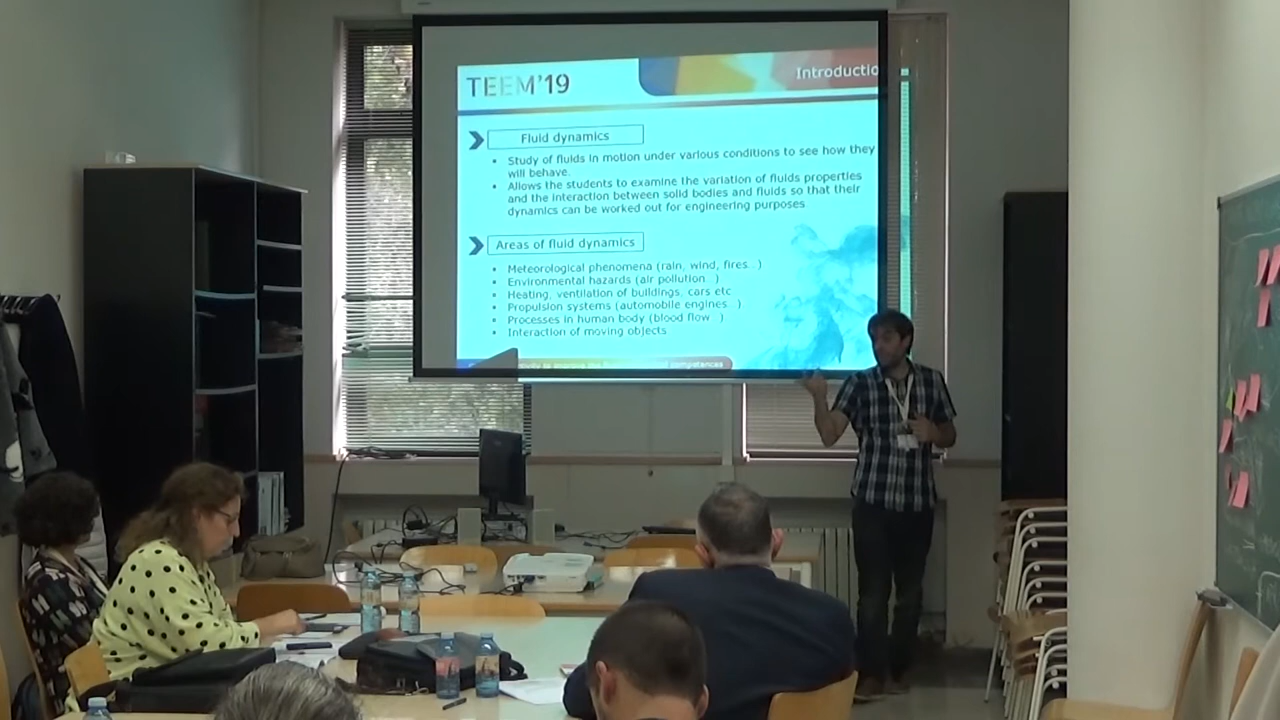 TEEM'19
Introductio
Fluid dynamics
Study of fluids in motion under various conditions to see how they
will behave.
Allows the students to examine the variation of fluids properties
and the interaction between solid bodies and fluids so that their
dynamics can be worked out for engineering purposes
Areas of fluid dynamics
Meteorological phenomena (rain, wind, fires...)
Environmental hazards (air pollution...)
Heating, ventilation of buildings, cars etc
Propulsion systems (automobile engines...)
Processes in human body (blood flow...)
Interaction of moving objects
competences